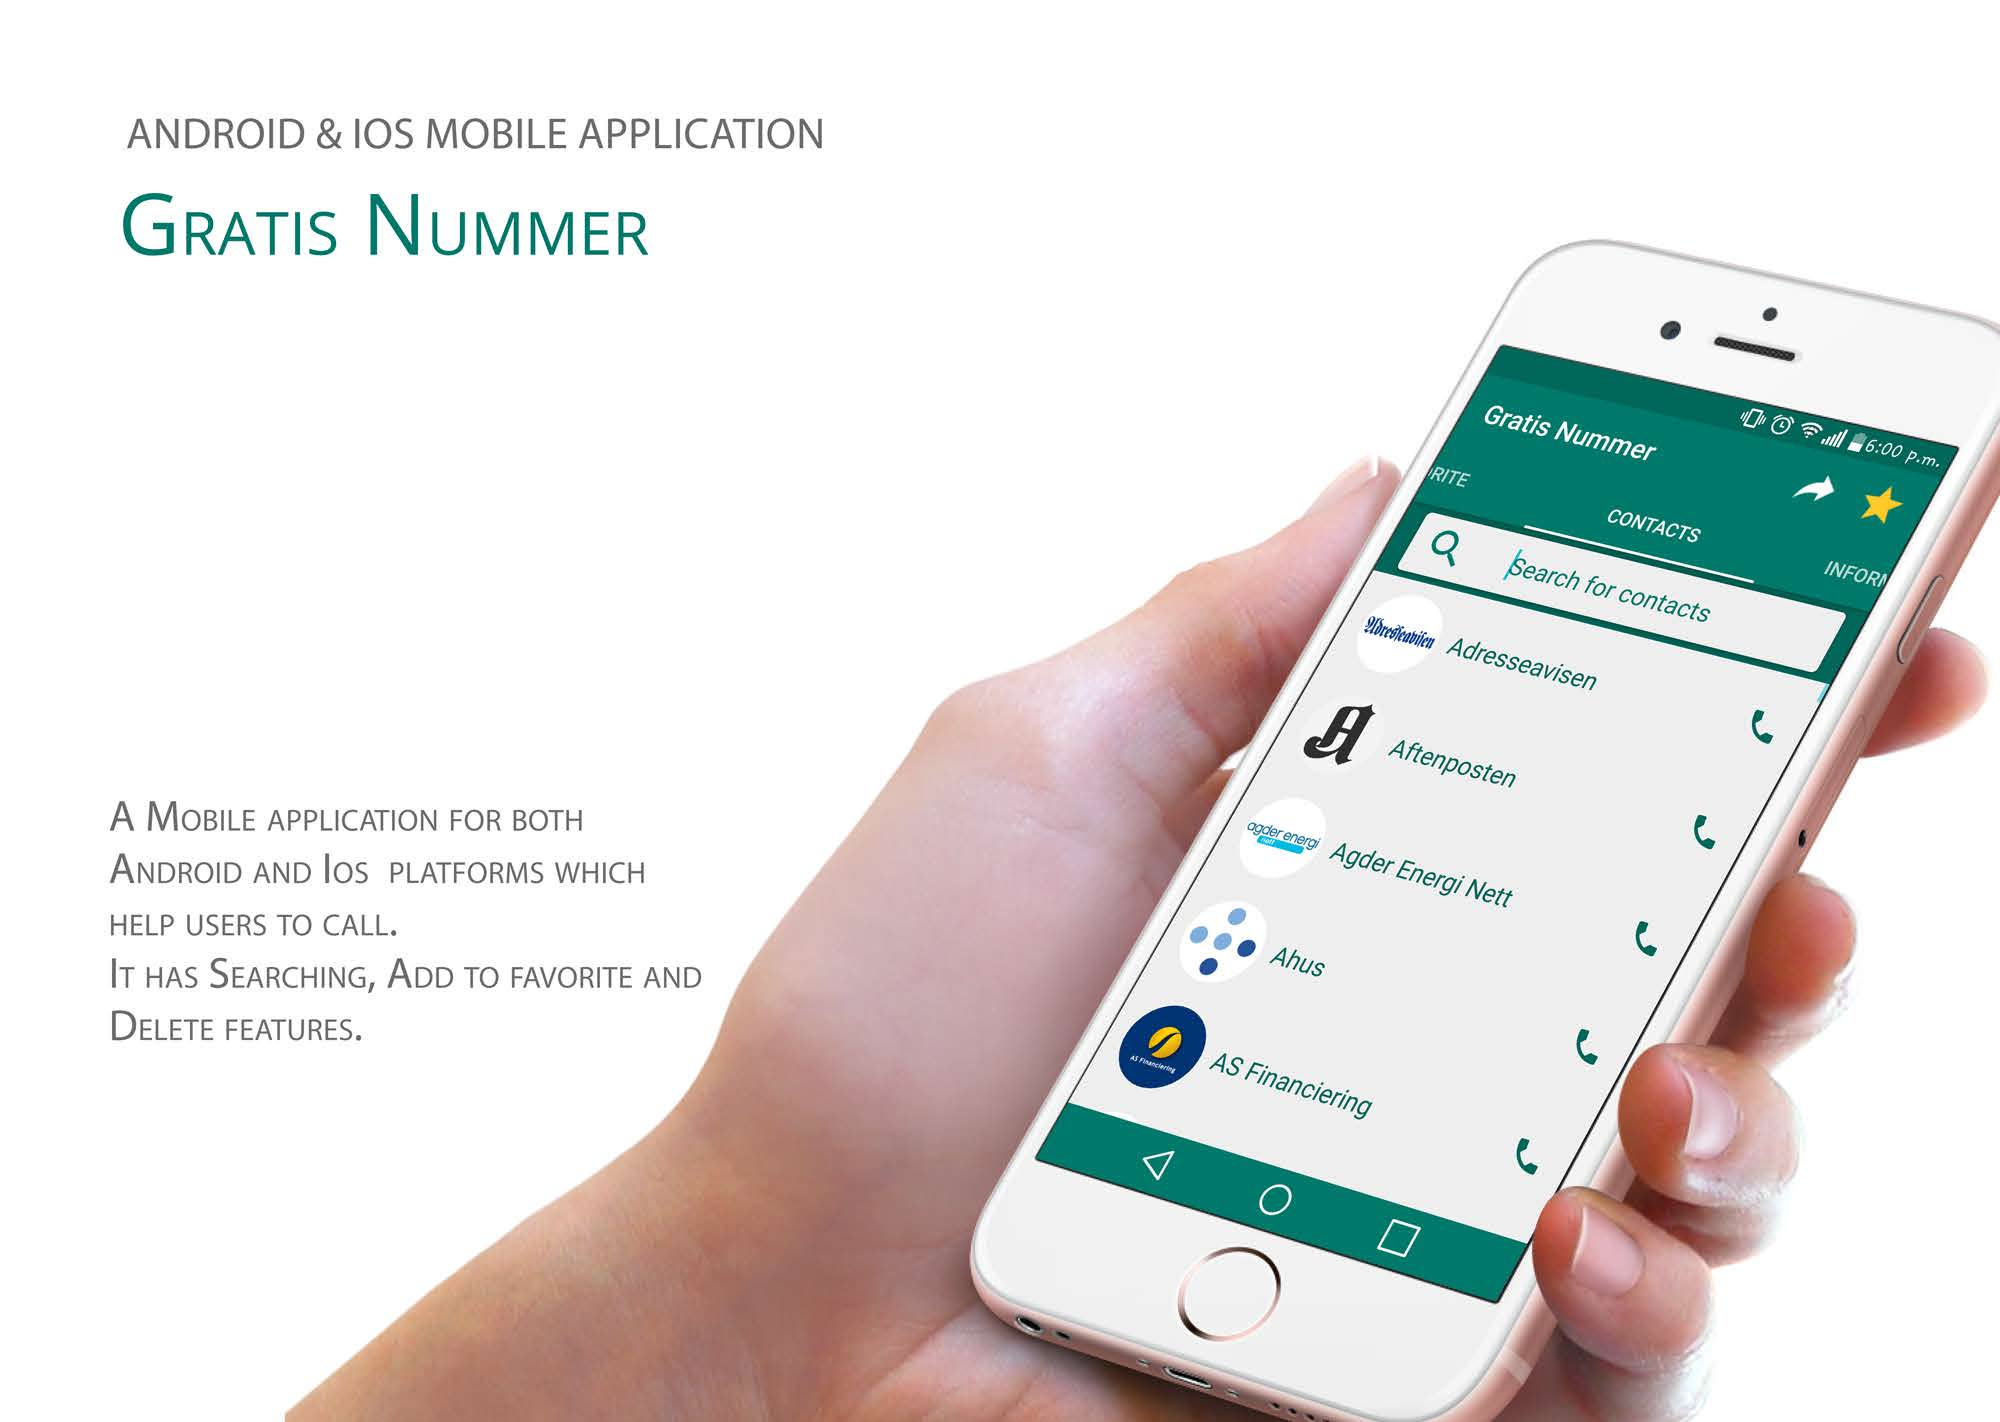 ANDROID & IOS MOBILE APPLICATION
GRATIS NUMMER
A MOBILE APPLICATION FOR BOTH
ANDROID AND IOS PLATFORMS WHICH
HELP USERS TO CALL.
IT HAS SEARCHING, ADD TO FAVORITE AND
DELETE FEATURES.
6:00 p.m.
Gratis Nummer
RITE
CONTACTS
INFORM
Search for contacts
Adresseavisen
Adresseavisen
Aftenposten
agder energi
nett
Agder Energi Nett
Ahus
AS Financiering
AS Financiering